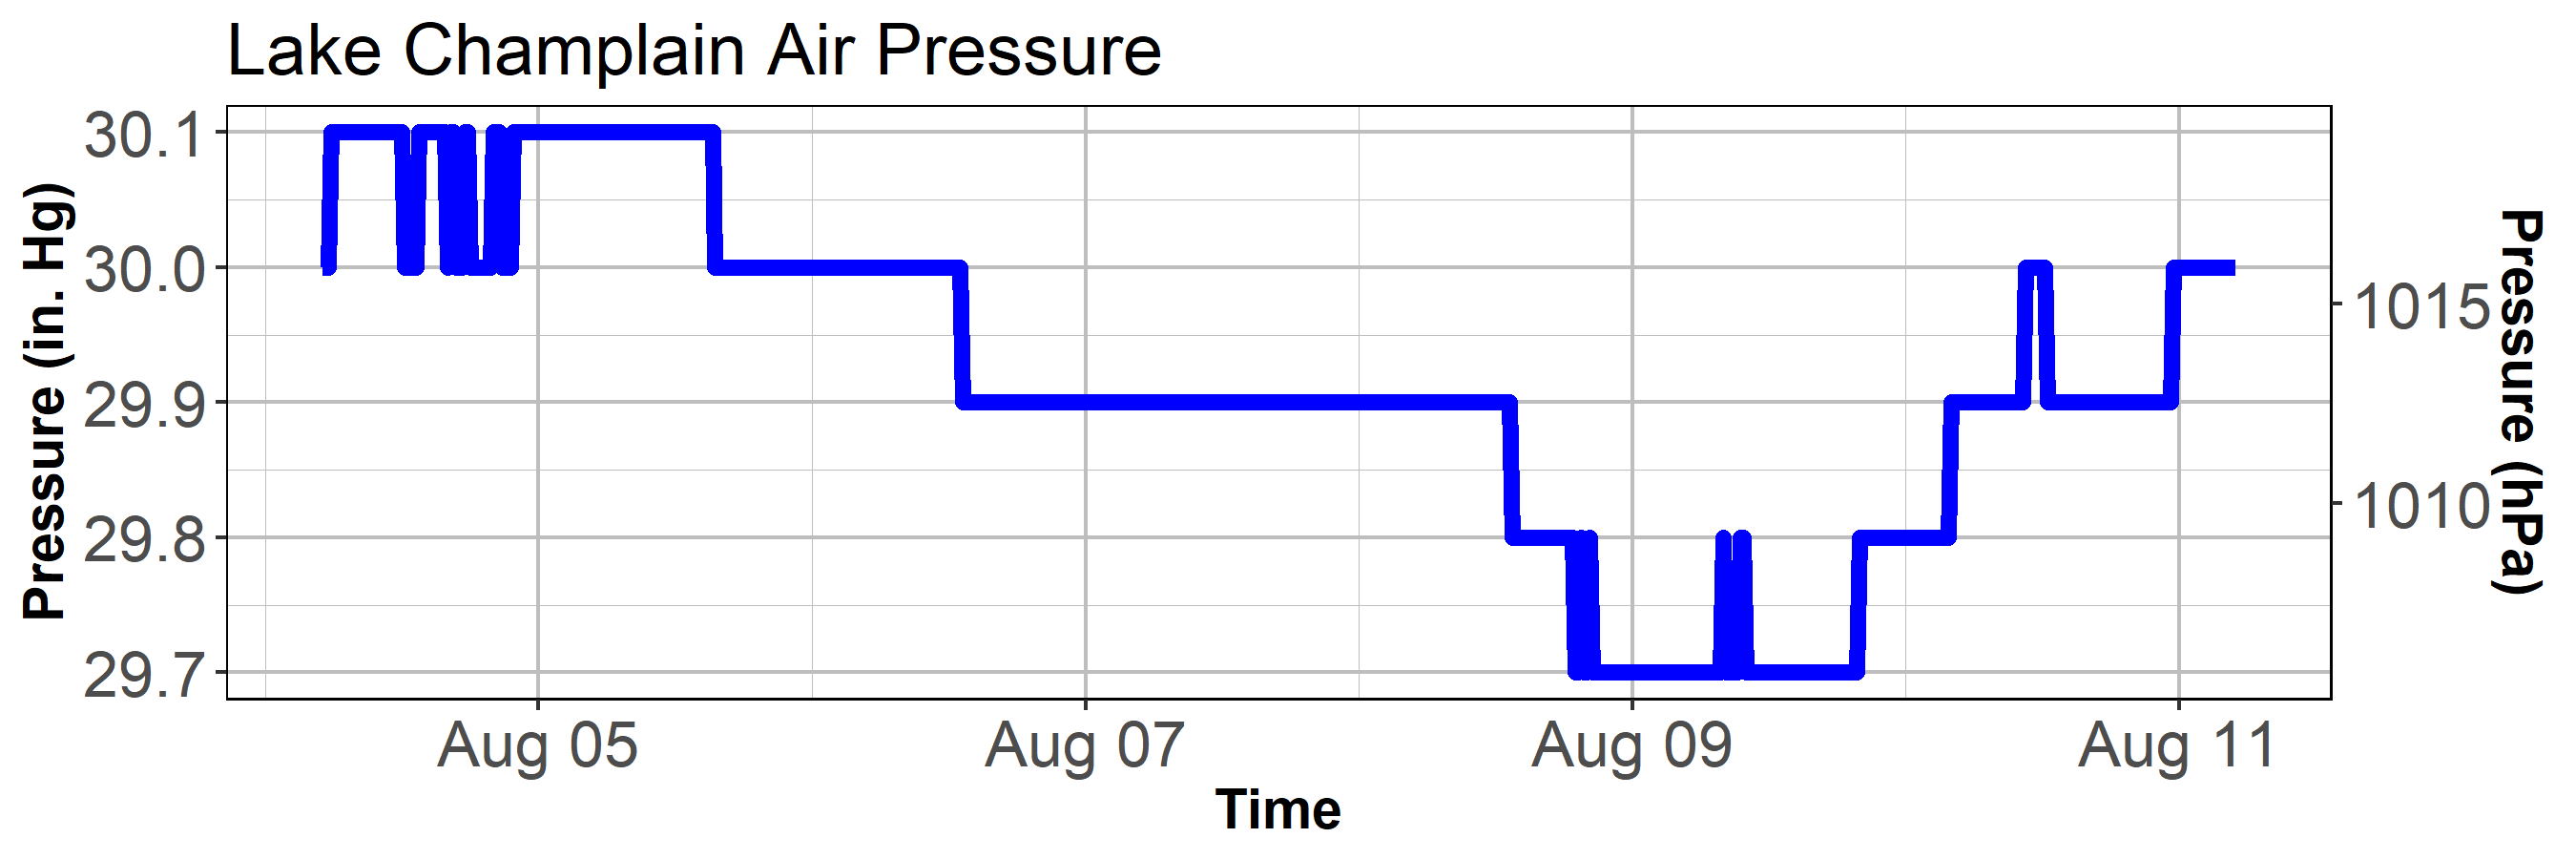 Lake Champlain Air Pressure
Pressure (in. Hg)
30.1
30.0
29.9
29.8
29.7
1015
1010
Pressure (hPa)
Aug 05 Aug 07 Aug 09 Aug 11
Time